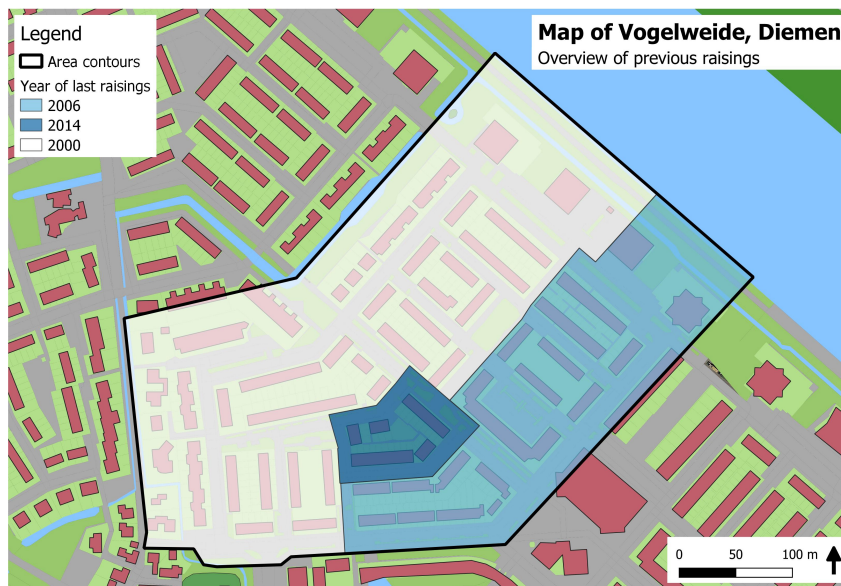 Legend
Area contours
Year of last raisings
2006
2014
2000
Map of Vogelweide, Diemen
Overview of previous raisings
0 50 100 m